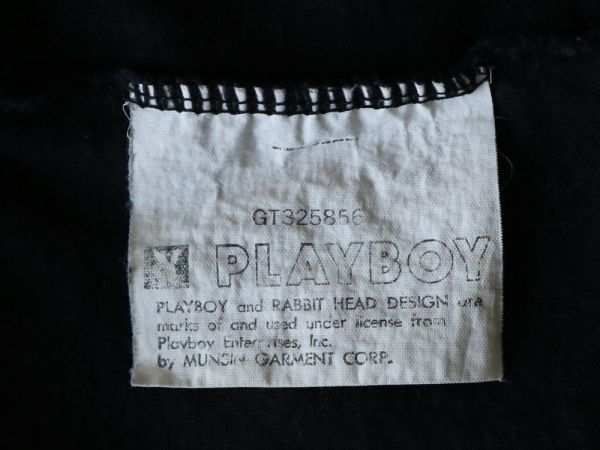 GT325856
PLAYBOY
PLAYBOY and RABBIT HEAD DESIGN are
marks of and used under license from
Playboy Enterprises, Inc.
by MUNSIN GARMENT CORP.